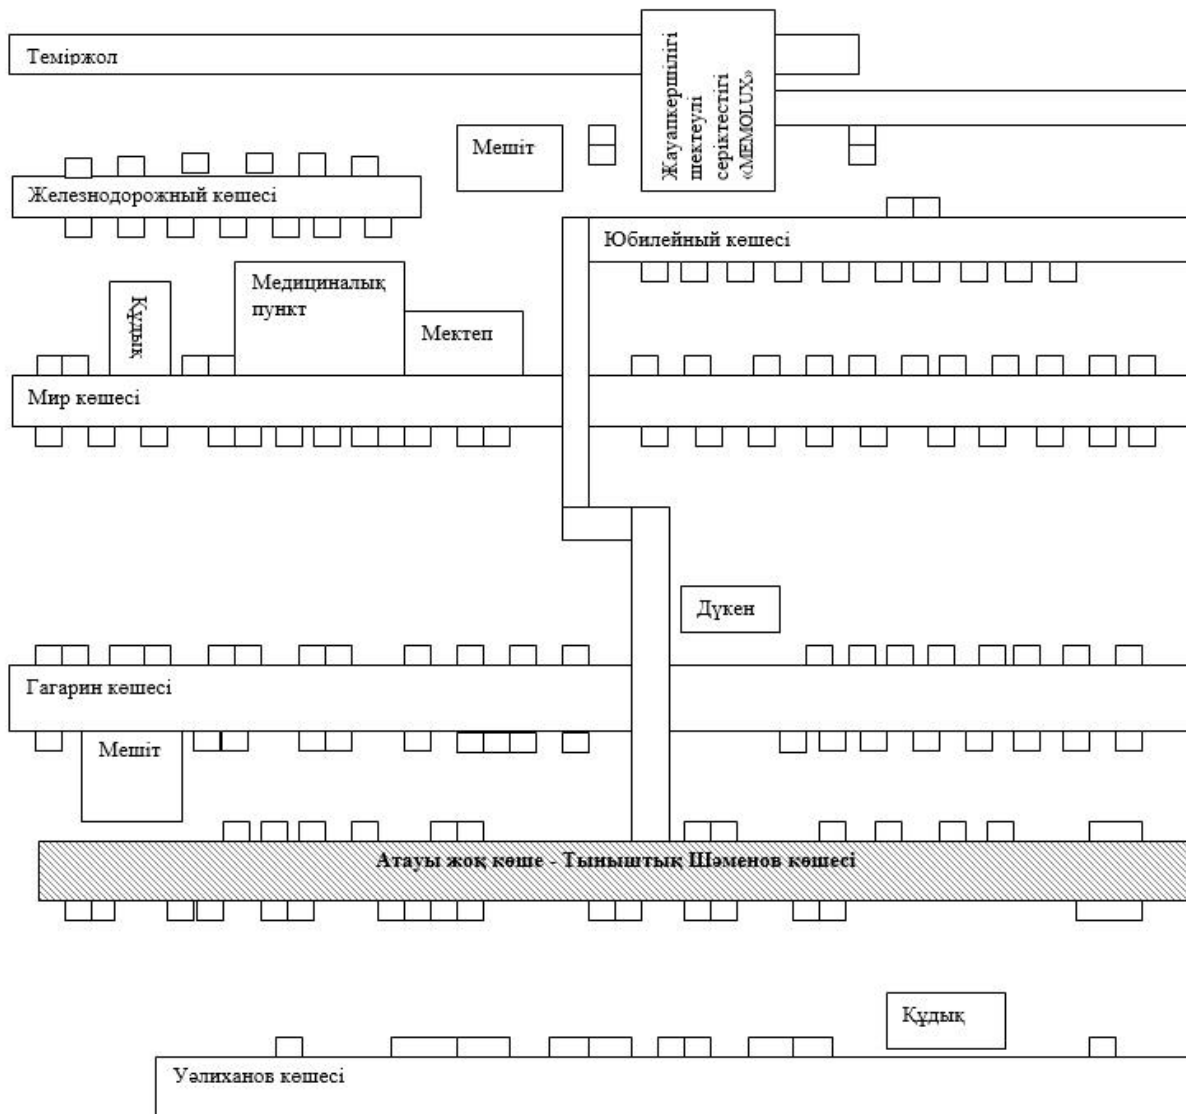 Теміржол
Жауапкершілігі
шектеулі
серіктестігі
«MEMOLUX»
Мешіт
Железнодорожный көшесі
Юбилейный көшесі
Медициналық
пункт
Құдық
Мектеп
Мир көшесі
Дүкен
Гагарин көшесі
Мешіт
Атауы жоқ көше - Тыныштық Шәменов көшесі
Құдық
Уәлиханов көшесі